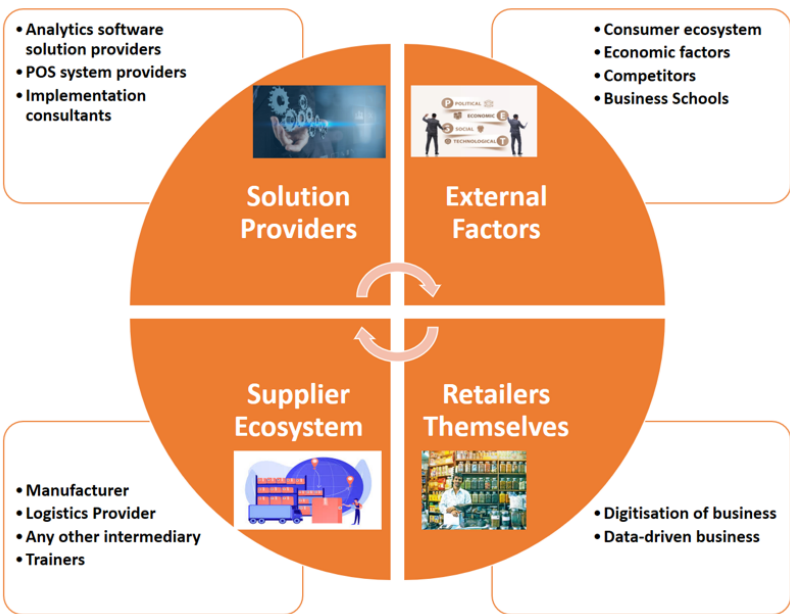 • Analytics software
solution providers
• POS system providers
• Implementation
consultants
• Consumer ecosystem
• Economic factors
• Competitors
• Business Schools
P POLITICAL
ECONOMIC E
S SOCIAL
TECHNOLOGICAL T
Solution
Providers
External
Factors
Supplier
Ecosystem
Retailers
Themselves
• Manufacturer
• Logistics Provider
• Any other intermediary
• Trainers
• Digitisation of business
• Data-driven business